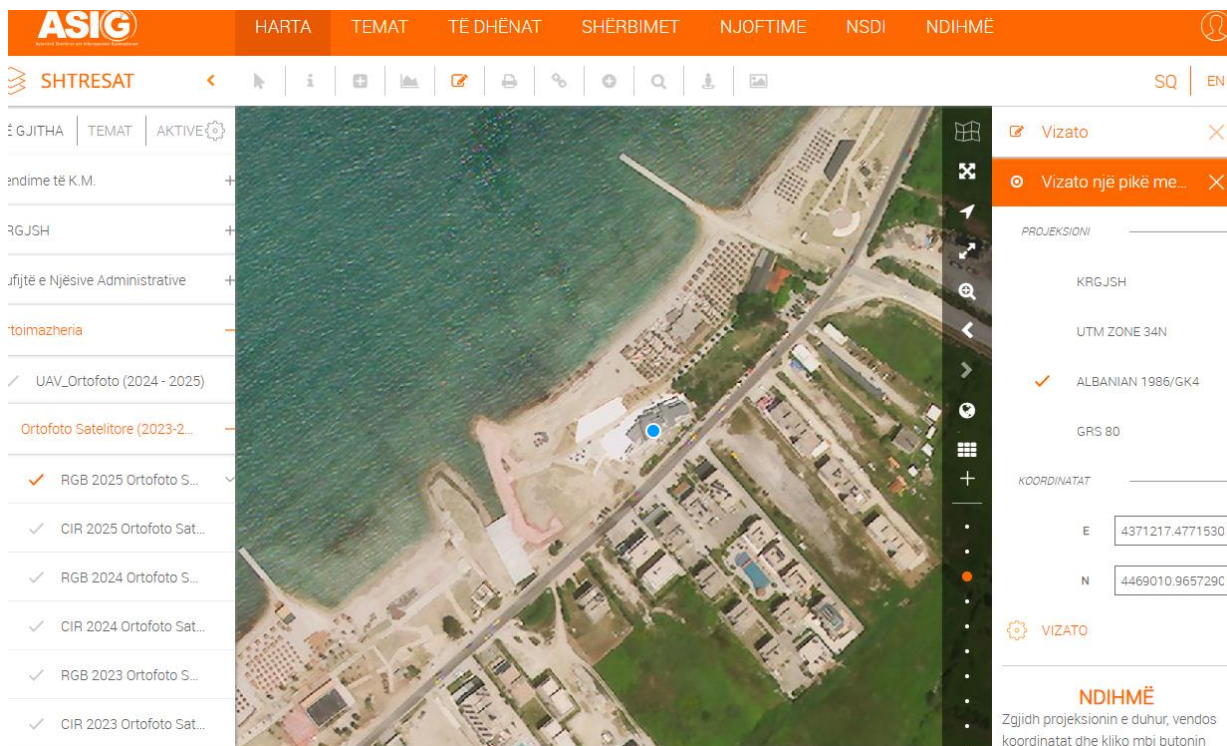 ASIG
HARTA TEMAT TË DHËNAT SHËRBIMET NJOFTIME NSDI NDIHMË
SHTRESAT
SQ EN
Ë GJITHA TEMAT AKTIVE
endime të K.M.
RGJSH
ufijtë e Njësive Administrative
rtoimazheria
UAV_Ortofoto (2024 - 2025)
Ortofoto Satelitore (2023-2...
RGB 2025 Ortofoto S...
CIR 2025 Ortofoto Sat...
RGB 2024 Ortofoto S...
CIR 2024 Ortofoto Sat...
RGB 2023 Ortofoto S...
CIR 2023 Ortofoto Sat...
Vizato
Vizato një pikë me...
PROJEKSIONI
KRGJSH
UTM ZONE 34N
ALBANIAN 1986/GK4
GRS 80
KOORDINATAT
E 4371217.4771530
N 4469010.9657290
VIZATO
NDIHMË
Zgjidh projeksionin e duhur, vendos
koordinatat dhe kliko mbi butonin